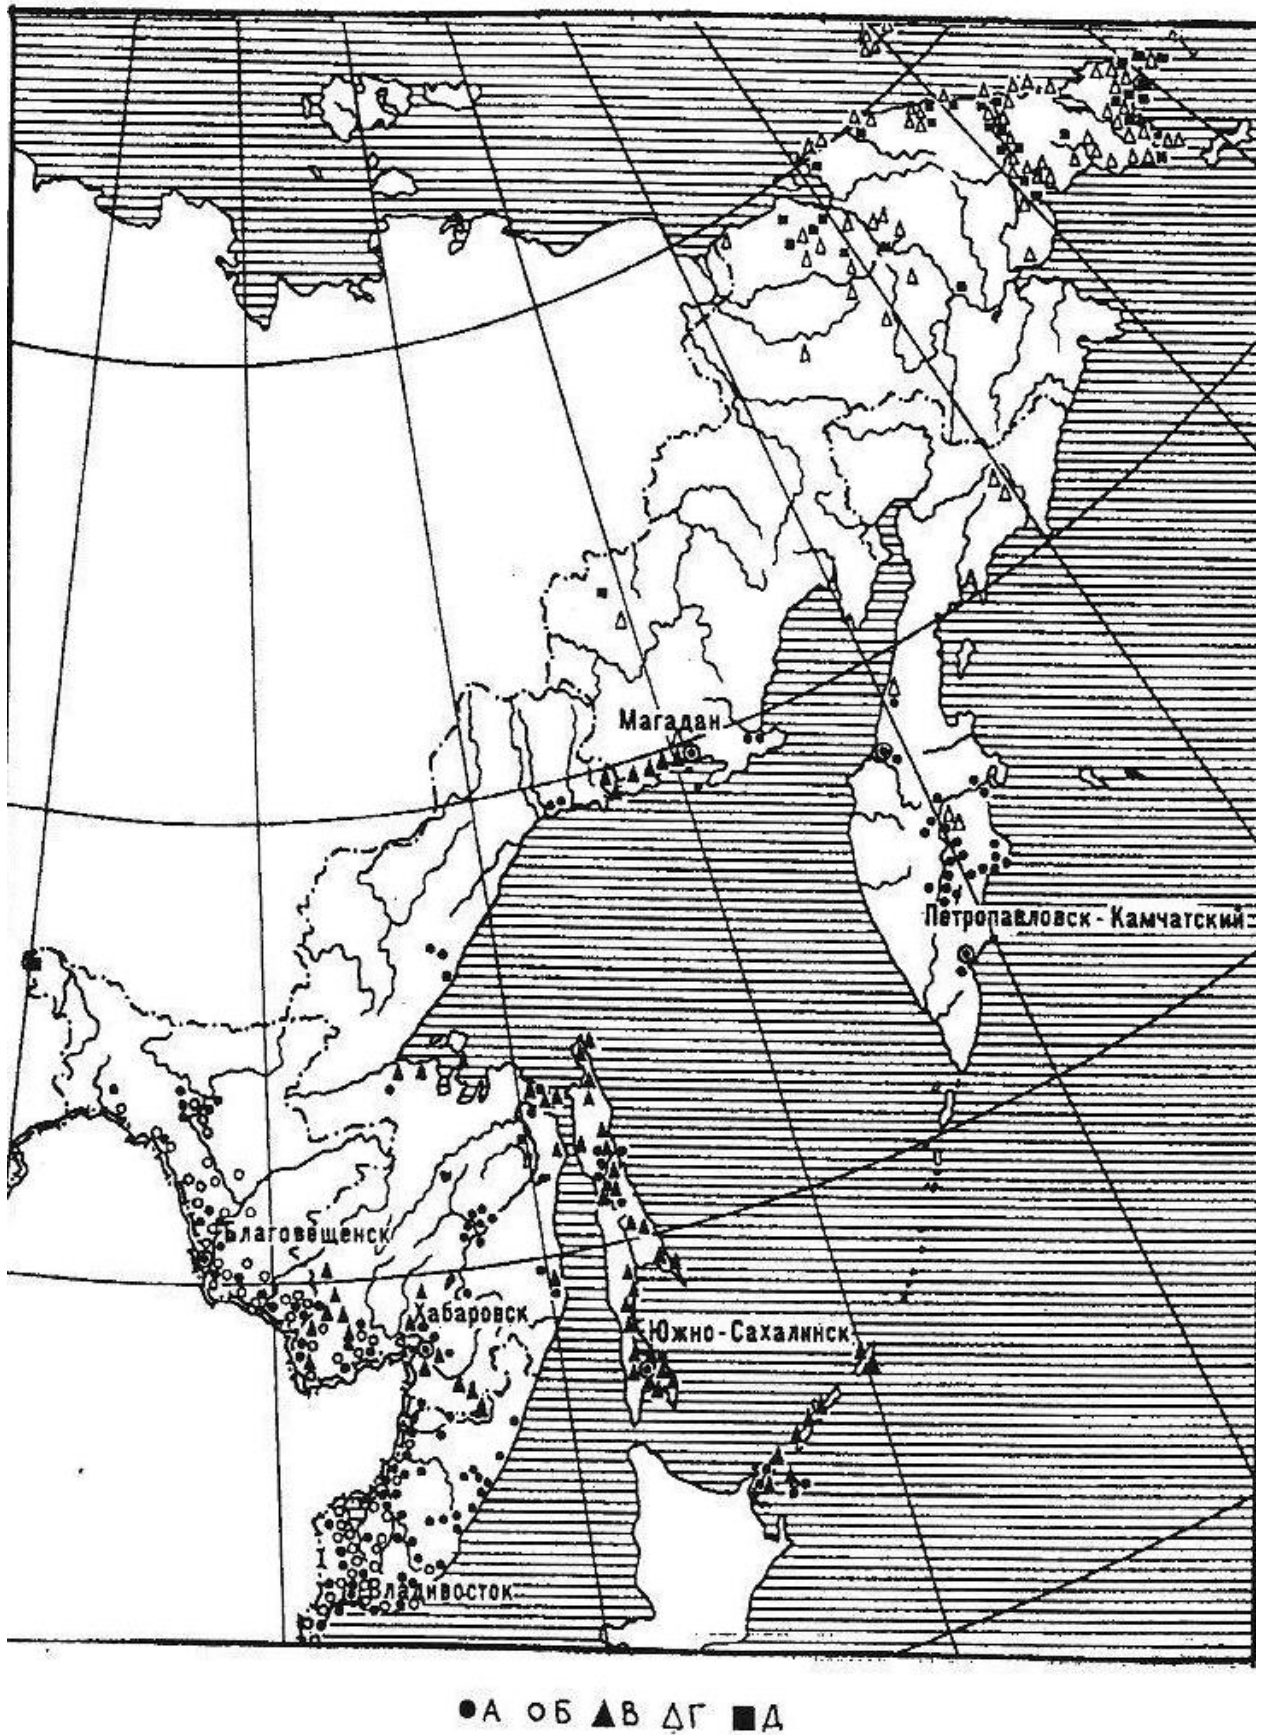 Магадан
Петропавловск-Камчатский
Благовещенск
Хабаровск
Южно-Сахалинск
Владивосток
●А ○Б ▲В △Г ■Д